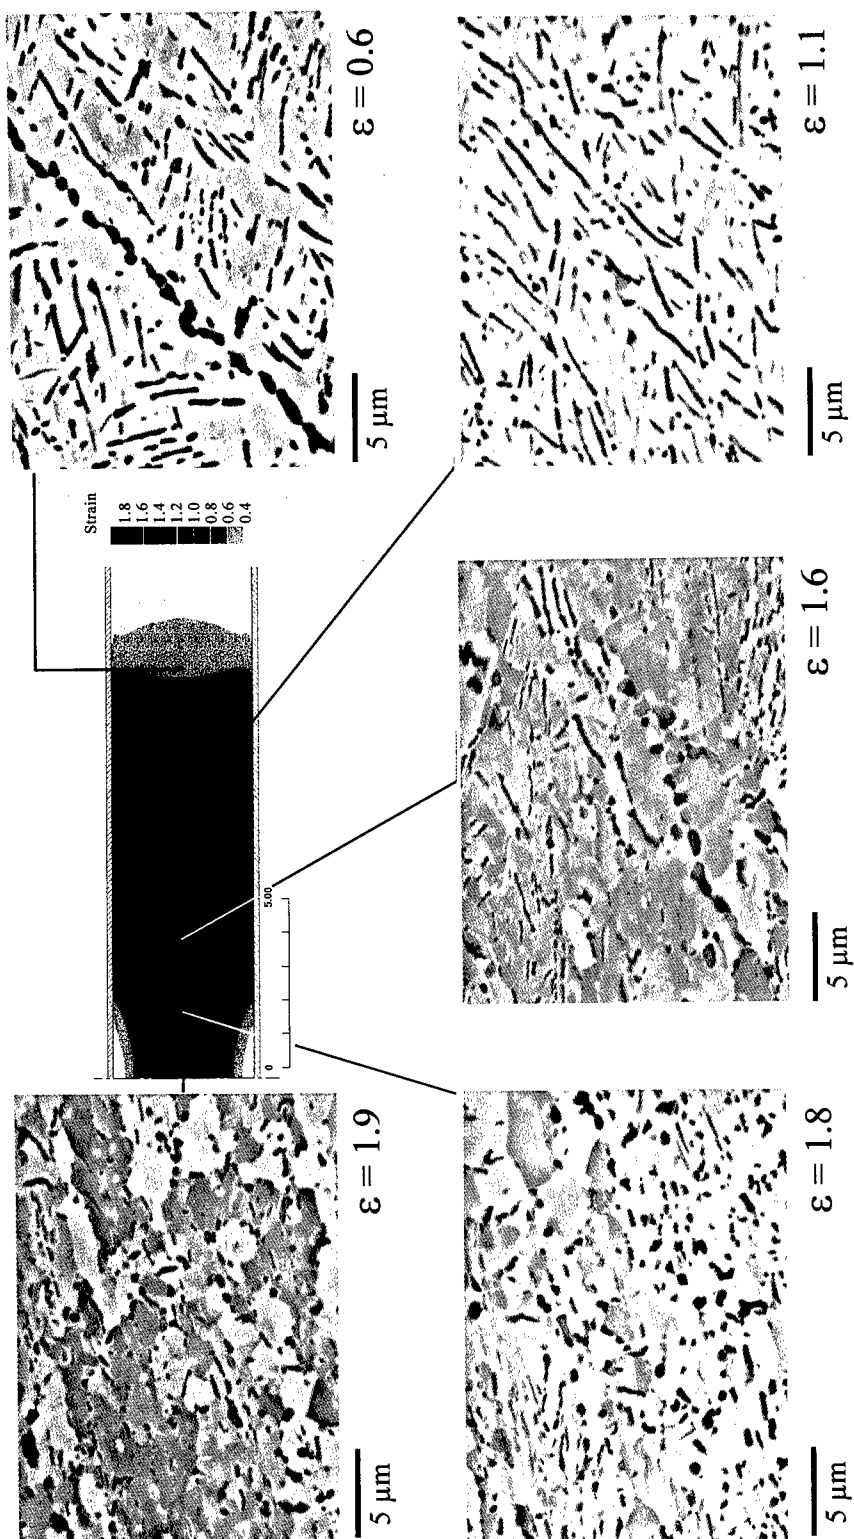 ε = 0.6
5 μm
ε = 1.1
5 μm
Strain
1.8
1.6
1.4
1.2
1.0
0.8
0.6
0.4
0
5.00
ε = 1.6
5 μm
ε = 1.9
5 μm
ε = 1.8
5 μm